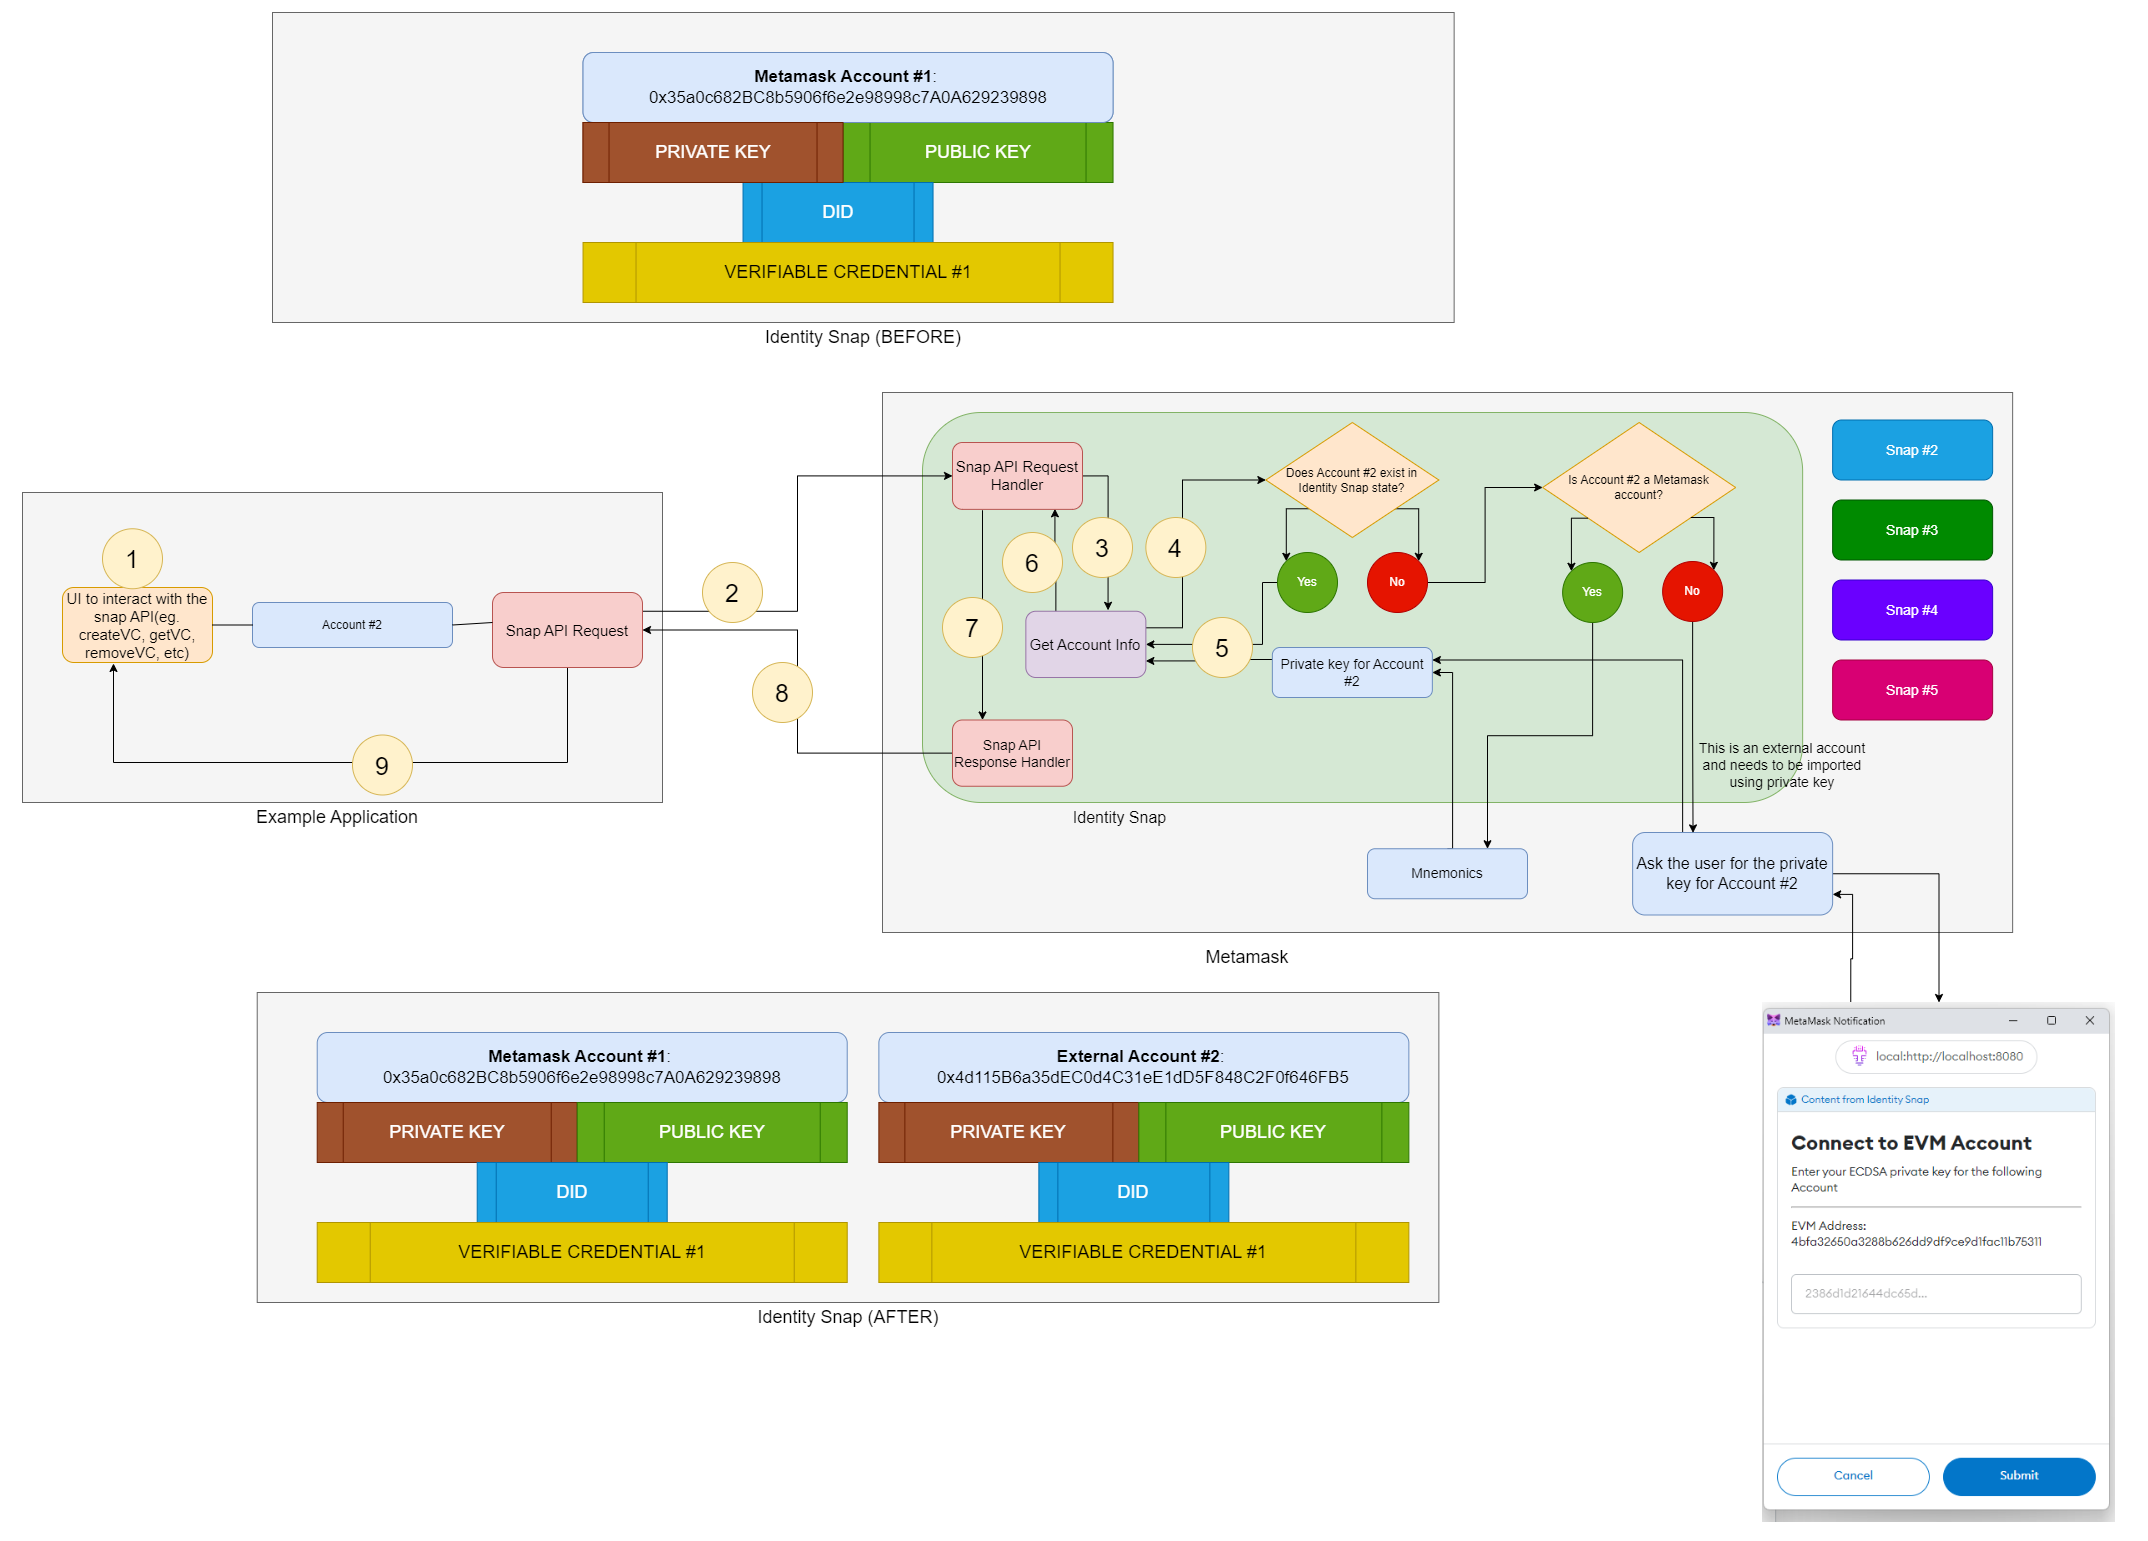 Metamask Account #1:
0x35a0c682BC8b5906f6e2e98998c7A0A629239898
PRIVATE KEY
PUBLIC KEY
DID
VERIFIABLE CREDENTIAL #1
Identity Snap (BEFORE)
1
UI to interact with the
snap API(eg.
createVC, getVC,
removeVC, etc)
Account #2
Snap API Request
9
Example Application
2
8
Snap API Request
Handler
3
4
6
7
Get Account Info
5
Snap API
Response Handler
Does Account #2 exist in
Identity Snap state?
Yes
No
Is Account #2 a Metamask
account?
Yes
No
Private key for Account
#2
This is an external account
and needs to be imported
using private key
Identity Snap
Snap #2
Snap #3
Snap #4
Snap #5
Mnemonics
Ask the user for the private
key for Account #2
Metamask
Metamask Account #1:
0x35a0c682BC8b5906f6e2e98998c7A0A629239898
PRIVATE KEY
PUBLIC KEY
DID
VERIFIABLE CREDENTIAL #1
External Account #2:
0x4d115B6a35dEC0d4C31eE1dD5F848C2F0f646FB5
PRIVATE KEY
PUBLIC KEY
DID
VERIFIABLE CREDENTIAL #1
Identity Snap (AFTER)
MetaMask Notification
local:http://localhost:8080
Content from Identity Snap
Connect to EVM Account
Enter your ECDSA private key for the following
Account
EVM Address:
4bfa32650a3288b626dd9df9ce9d1fac11b75311
2386d1d21644dc65d...
Cancel
Submit